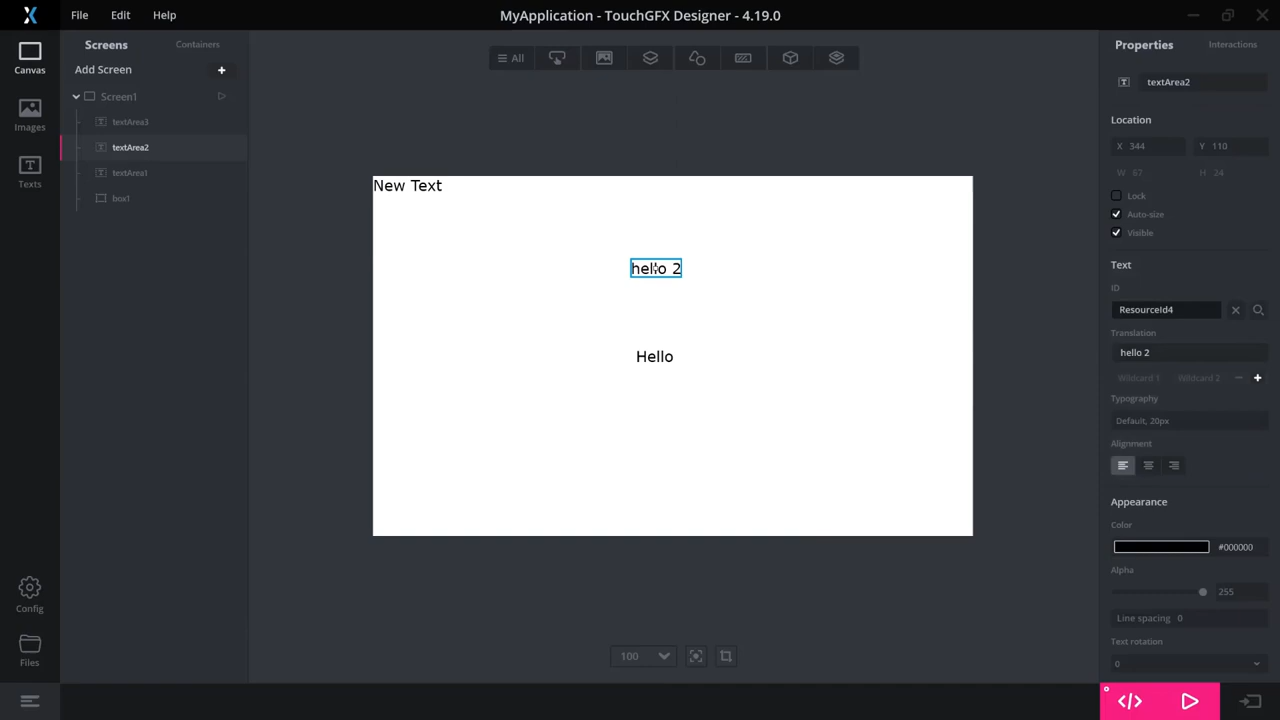 File Edit Help
MyApplication - TouchGFX Designer - 4.19.0
Canvas
Images
Texts
Config
Files
Screens Containers
Add Screen
Screen1
textArea3
textArea2
textArea1
box1
All
New Text
hello 2
Hello
100
Properties Interactions
textArea2
Location
X 344 Y 110
W 67 H 24
Lock
Auto-size
Visible
Text
ID
ResourceId4
Translation
hello 2
Wildcard 1 Wildcard 2
Typography
Default, 20px
Alignment
Appearance
Color
#000000
Alpha
255
Line spacing 0
Text rotation
0